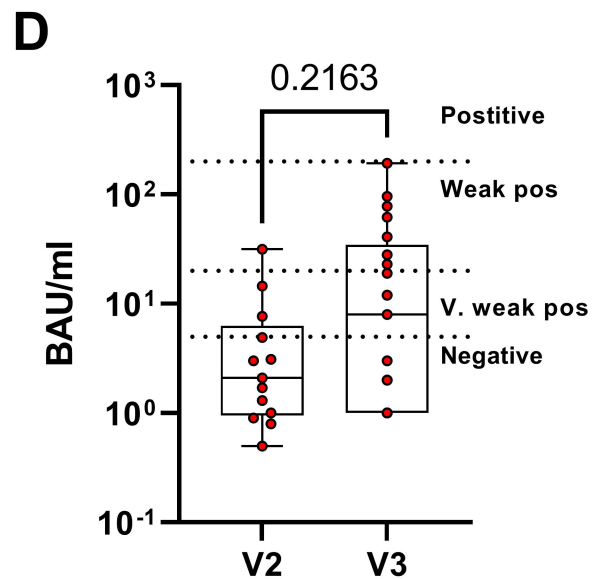 D
0.2163
10³
Postitive
10²
Weak pos
BAU/ml
10¹
V. weak pos
Negative
10⁰
10⁻¹
V2 V3